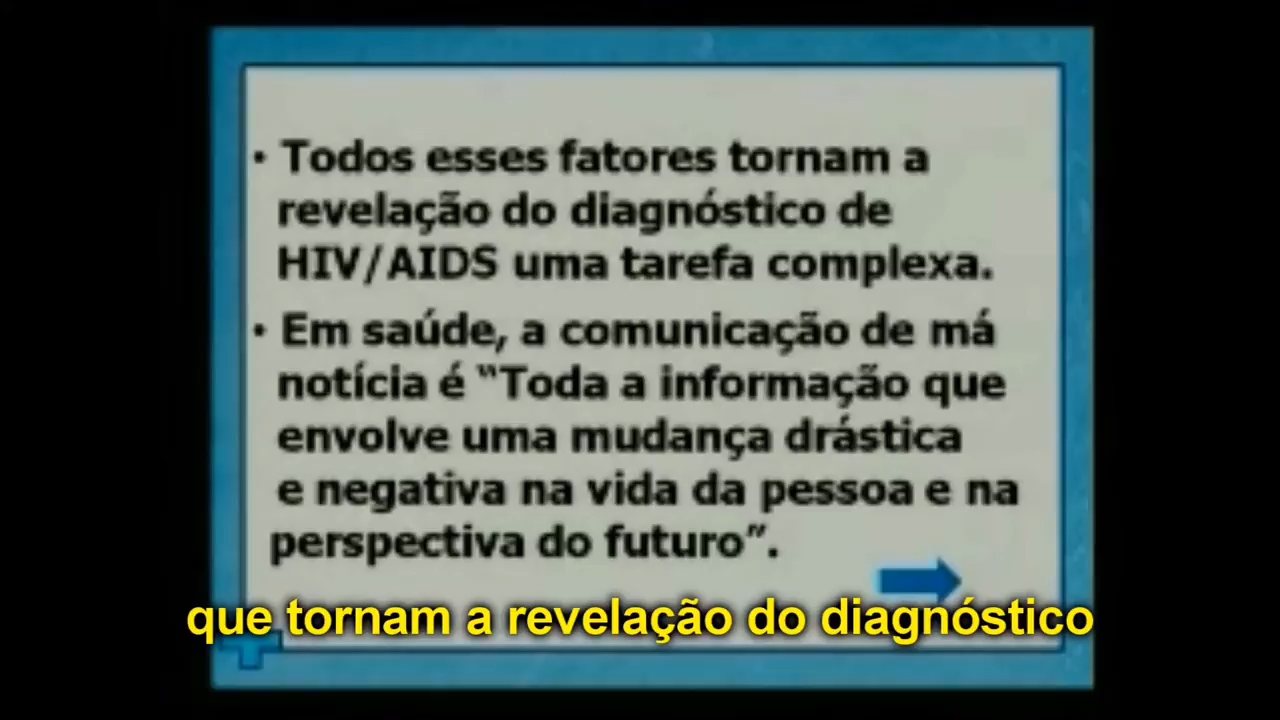 • Todos esses fatores tornam a
revelação do diagnóstico de
HIV/AIDS uma tarefa complexa.
• Em saúde, a comunicação de má
notícia é “Toda a informação que
envolve uma mudança drástica
e negativa na vida da pessoa e na
perspectiva do futuro”.
que tornam a revelação do diagnóstico